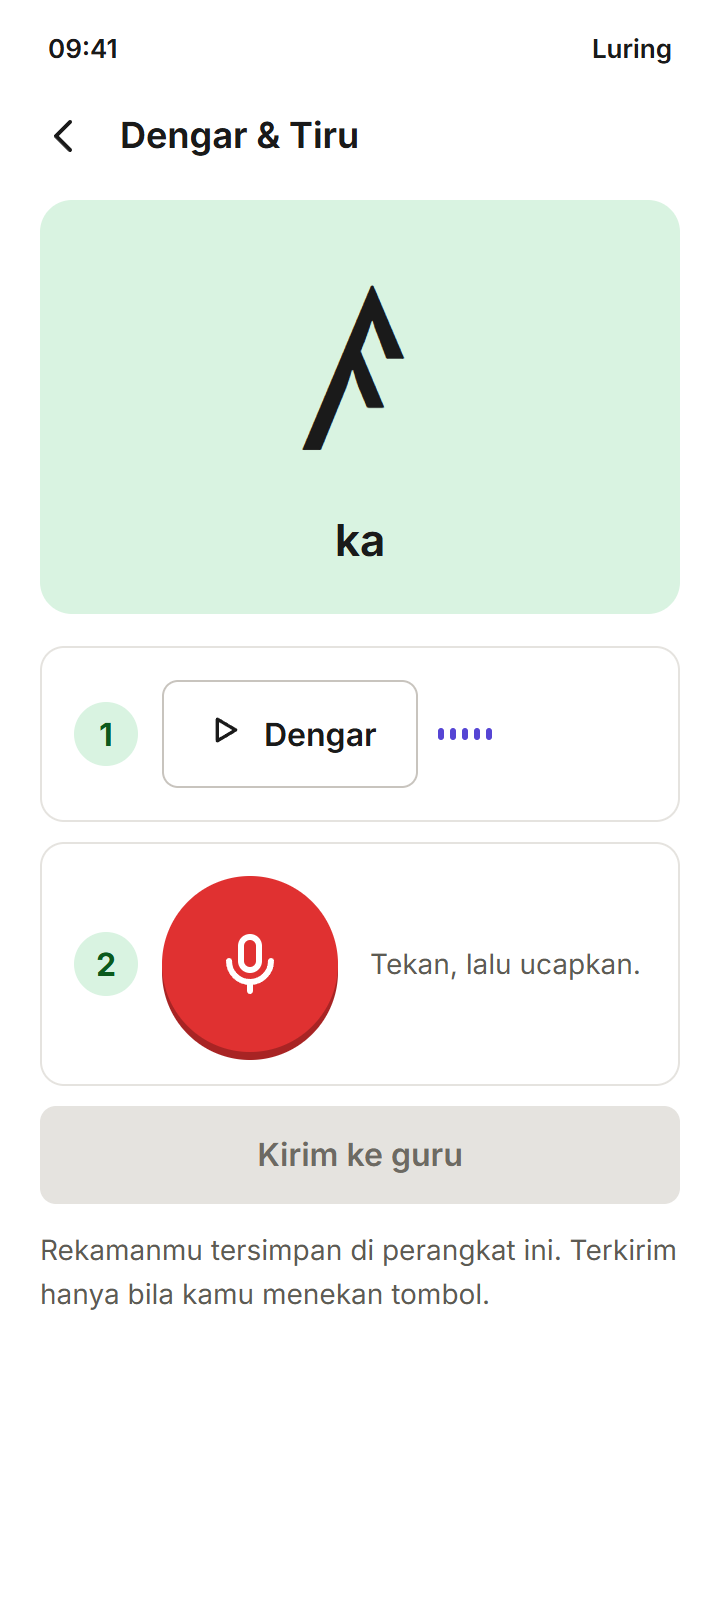 09:41 Luring
Dengar & Tiru
ꤰ
ka
1 Dengar
2 Tekan, lalu ucapkan.
Kirim ke guru
Rekamanmu tersimpan di perangkat ini. Terkirim
hanya bila kamu menekan tombol.